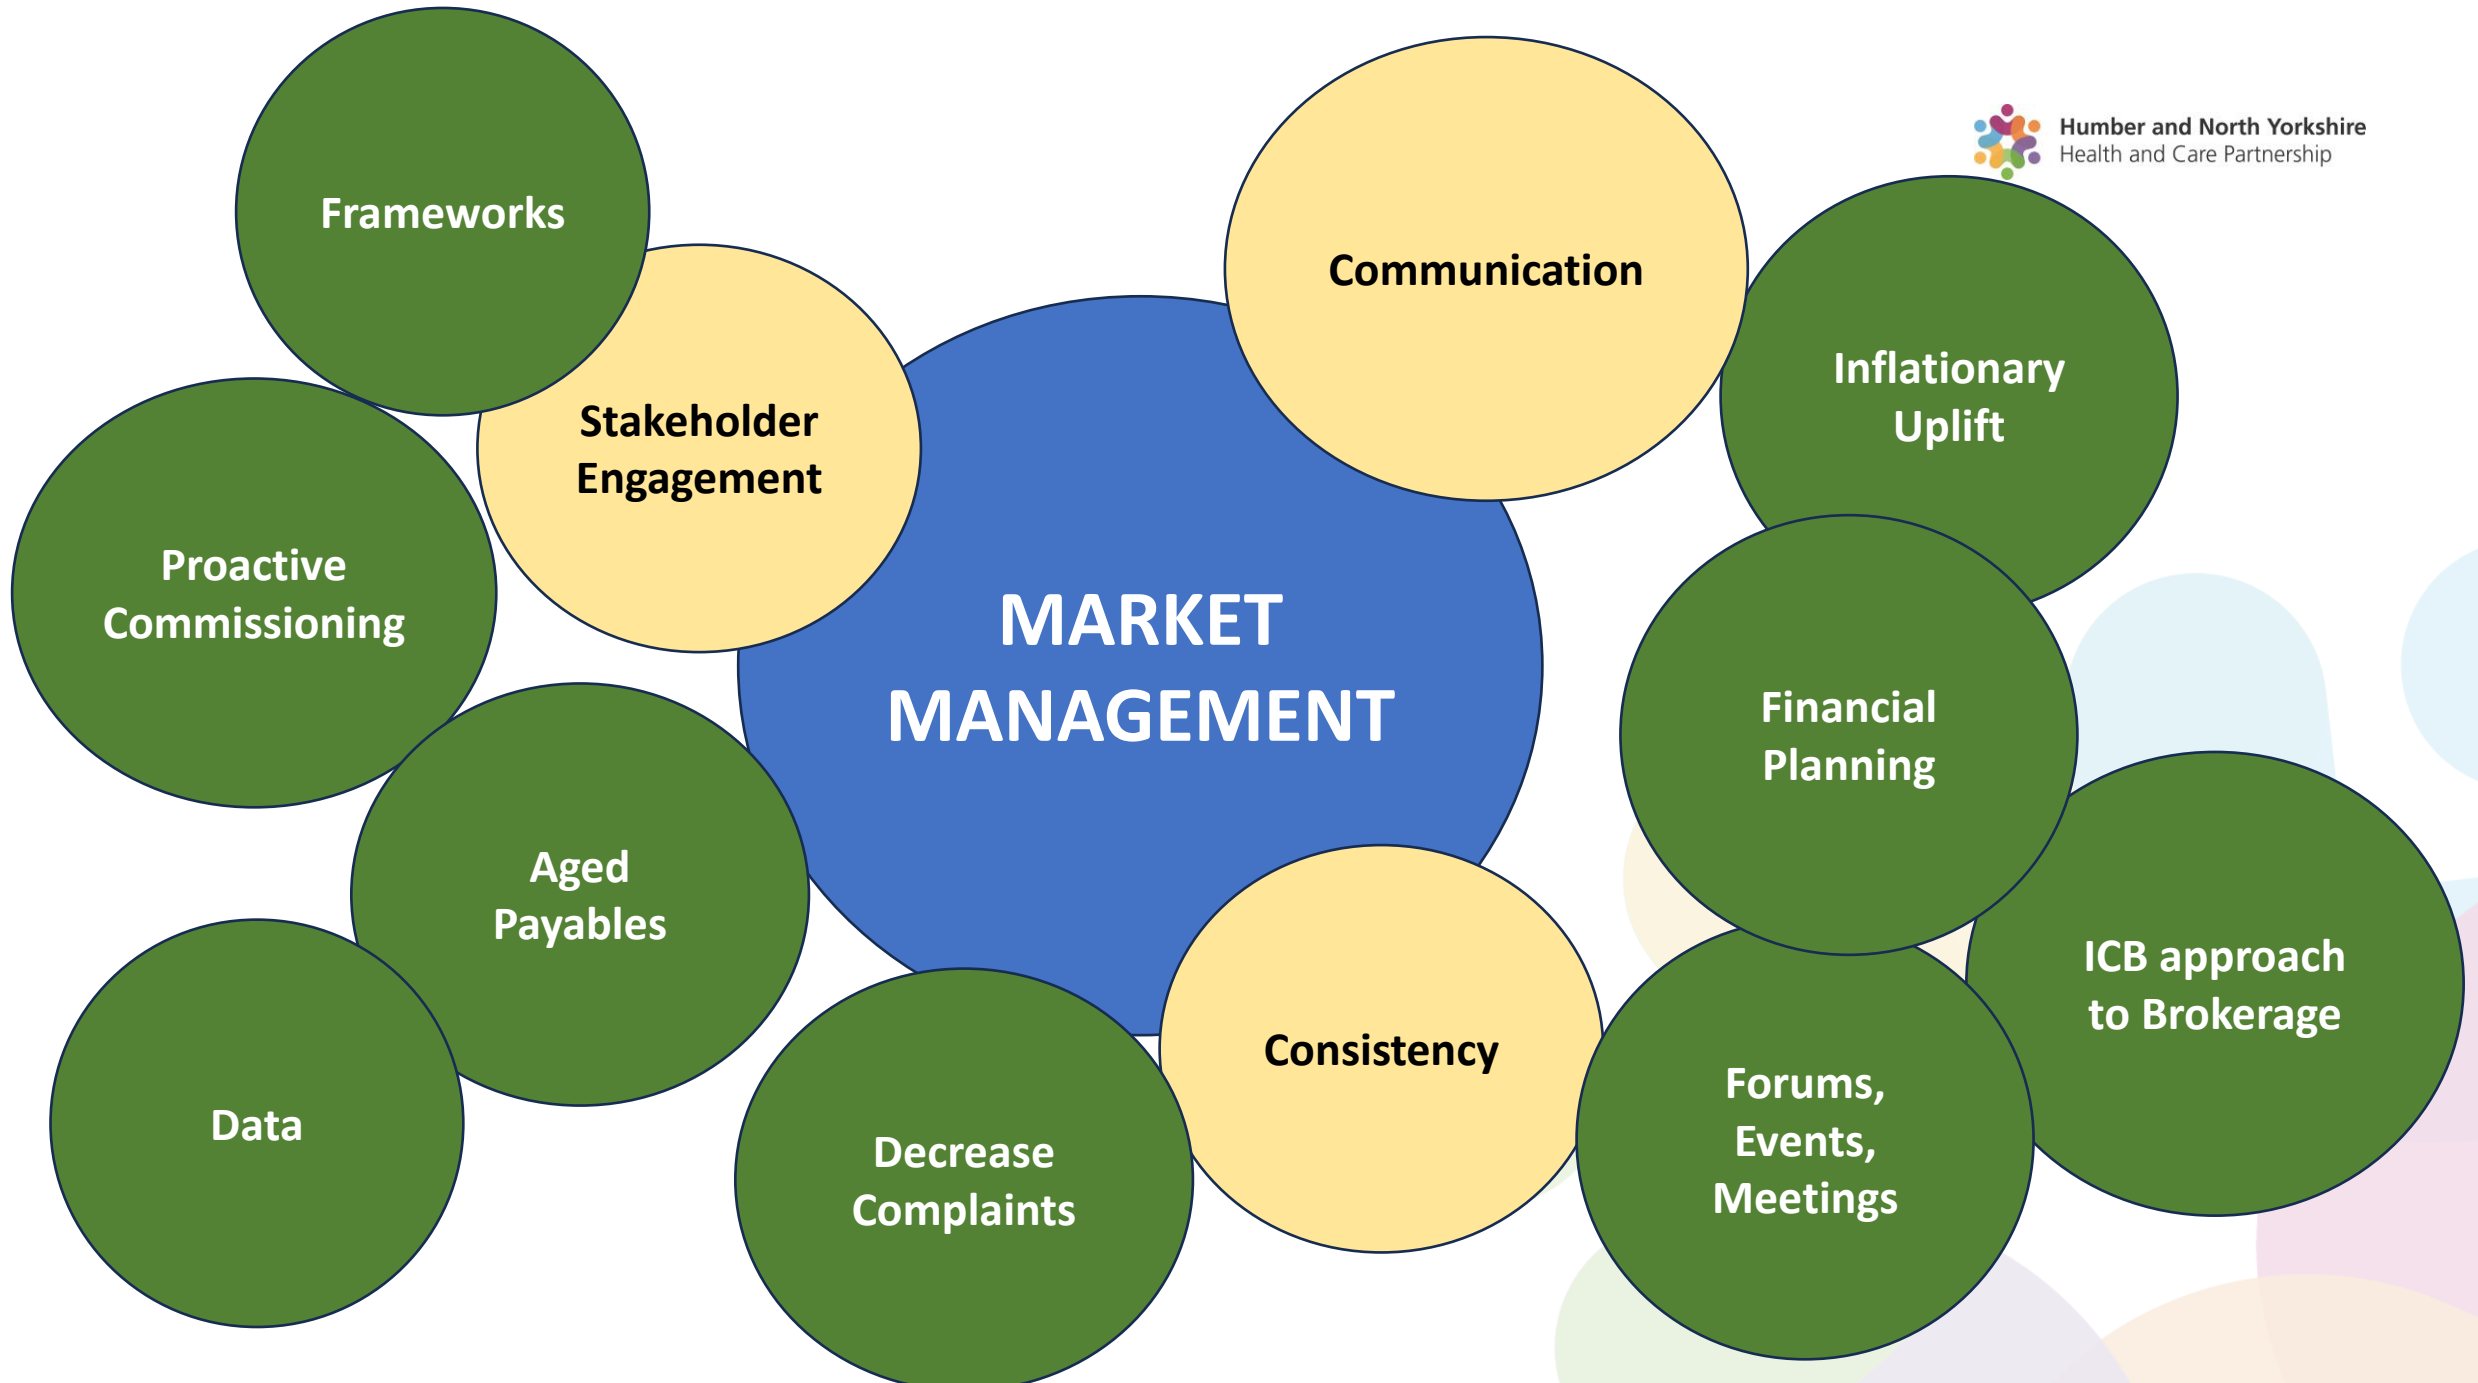 Frameworks
Communication
Humber and North Yorkshire
Health and Care Partnership
Stakeholder
Engagement
Inflationary
Uplift
Proactive
Commissioning
MARKET
MANAGEMENT
Financial
Planning
Aged
Payables
ICB approach
to Brokerage
Consistency
Data
Decrease
Complaints
Forums,
Events,
Meetings